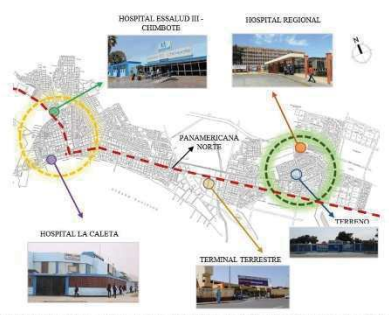 HOSPITAL ESSALUD III -
CHIMBOTE
HOSPITAL REGIONAL
N
PANAMERICANA
NORTE
TERRENO
HOSPITAL LA CALETA
TERMINAL TERRESTRE